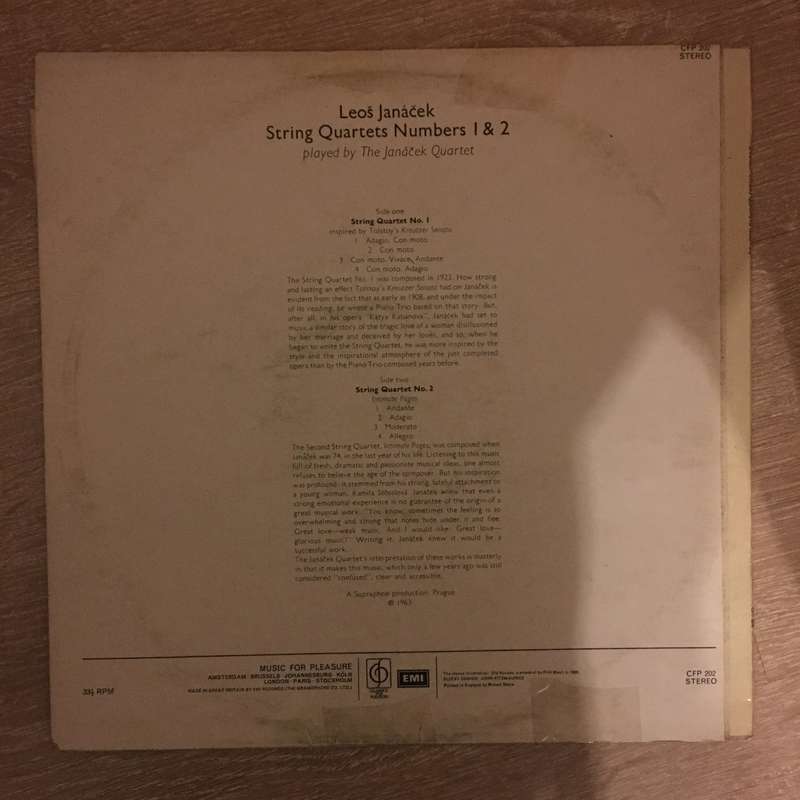 CFP 202
STEREO
Leoš Janáček
String Quartets Numbers 1 & 2
played by The Janáček Quartet
Side one
String Quartet No. 1
inspired by Tolstoy's Kreutzer Sonata
1 Adagio, Con moto
2 Con moto
3 Con moto, Vivace, Andante
4 Con moto, Adagio
The String Quartet No. 1 was composed in 1923. How strong
and lasting an effect Tolstoy's Kreutzer Sonata had on Janáček is
evident from the fact that as early as 1908, and under the impact
of its reading, he wrote a Piano Trio based on that story. But,
after all, in his opera "Katya Kabanova", Janáček had set to
music a similar story of the tragic love of a woman disillusioned
by her marriage and deceived by her lover, and so, when he
began to write the String Quartet, he was more inspired by the
style and the inspirational atmosphere of the just completed
opera than by the Piano Trio composed years before.
Side two
String Quartet No. 2
Intimate Pages
1 Andante
2 Adagio
3 Moderato
4 Allegro
The Second String Quartet, Intimate Pages, was composed when
Janáček was 74, in the last year of his life. Listening to this music
full of fresh, dramatic and passionate musical ideas, one almost
refuses to believe the age of the composer. But his inspiration
was profound: it stemmed from his strong, fateful attachment to
a young woman, Kamila Stösslová. Janáček knew that even a
strong emotional experience is no guarantee of the origin of a
great musical work. "You know, sometimes the feeling is so
overwhelming and strong that notes hide under it and flee.
Great love—weak music. And I would like: Great love—
glorious music!" Writing it, Janáček knew it would be a
successful work.
The Janáček Quartet's interpretation of these works is masterly
in that it makes this music, which only a few years ago was still
considered "confused", clear and accessible.
A Supraphon production: Prague
℗ 1963
33⅓ RPM
MUSIC FOR PLEASURE
AMSTERDAM · BRUSSELS · JOHANNESBURG · KÖLN
LONDON · PARIS · STOCKHOLM
MADE IN GREAT BRITAIN BY EMI RECORDS (THE GRAMOPHONE CO. LTD.)
CLASSICS
FOR
PLEASURE
EMI
CFP 202
STEREO